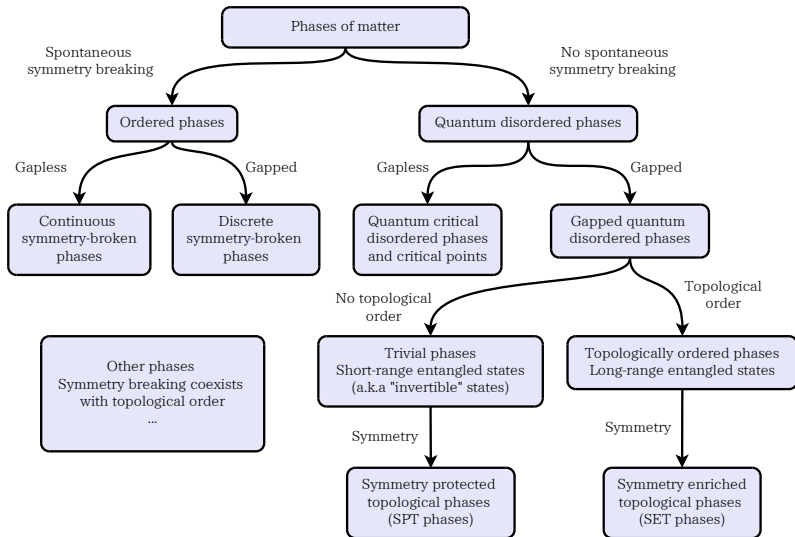 Phases of matter
Spontaneous
symmetry breaking
No spontaneous
symmetry breaking
Ordered phases
Quantum disordered phases
Gapless
Gapped
Gapless
Gapped
Continuous
symmetry-broken
phases
Discrete
symmetry-broken
phases
Quantum critical
disordered phases
and critical points
Gapped quantum
disordered phases
No topological
order
Topological
order
Other phases
Symmetry breaking coexists
with topological order
...
Trivial phases
Short-range entangled states
(a.k.a "invertible" states)
Topologically ordered phases
Long-range entangled states
Symmetry
Symmetry
Symmetry protected
topological phases
(SPT phases)
Symmetry enriched
topological phases
(SET phases)